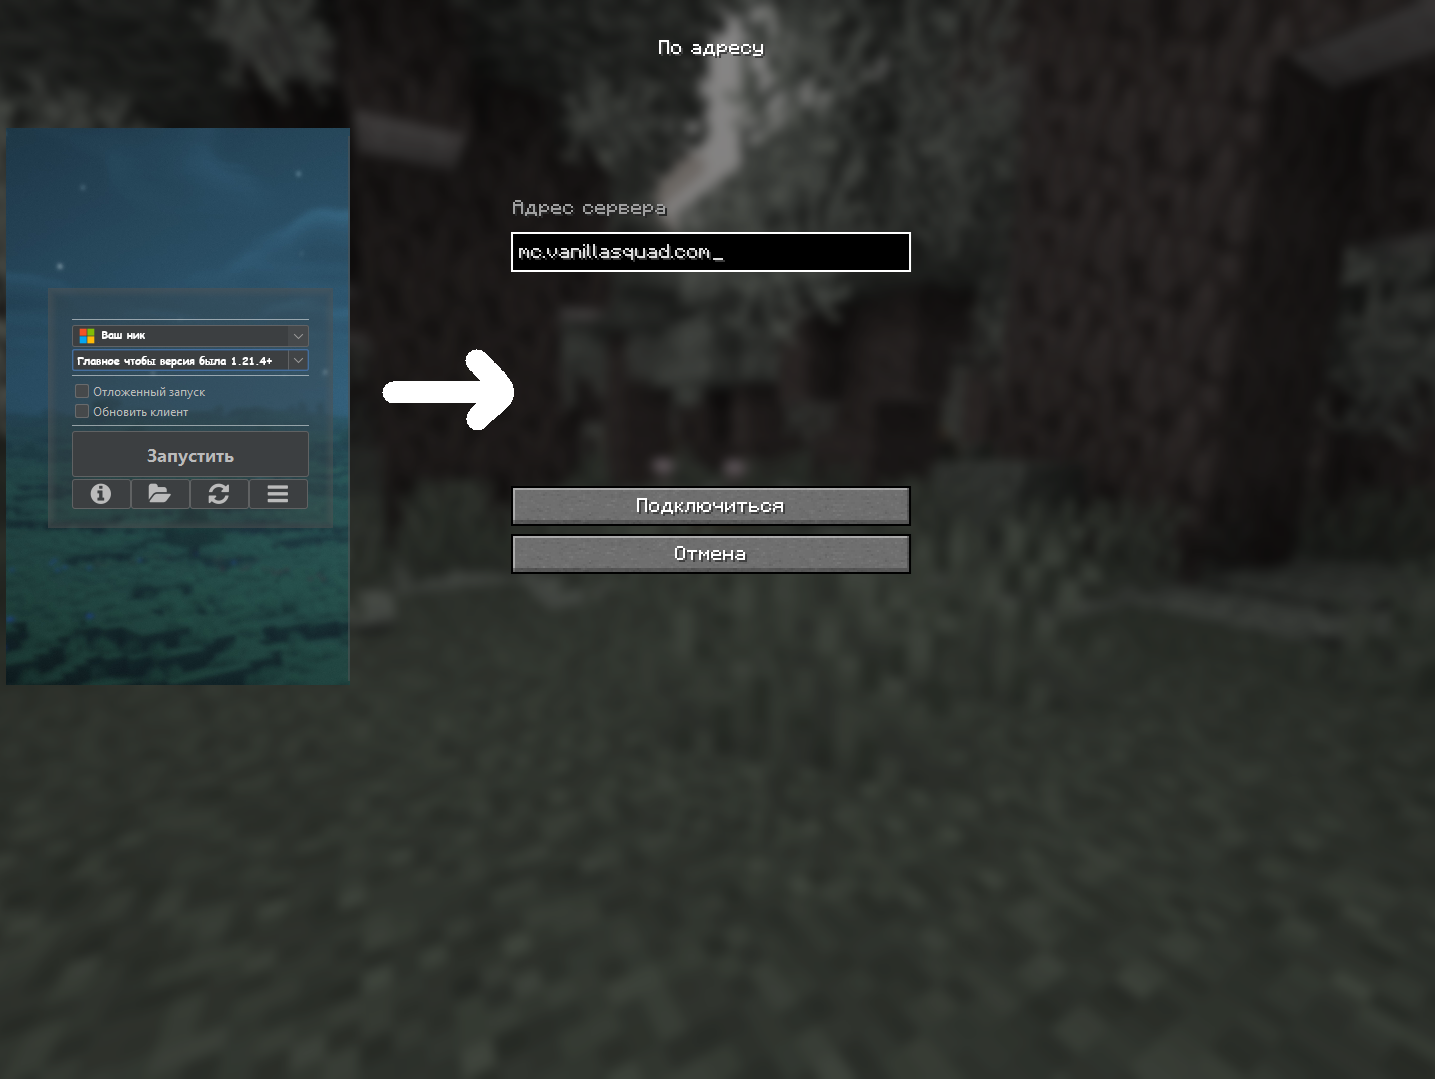 По адресу
Ваш ник
Главное чтобы версия была 1.21.4+
Отложенный запуск
Обновить клиент
Запустить
Адрес сервера
mc.vanillasquad.com_
Подключиться
Отмена